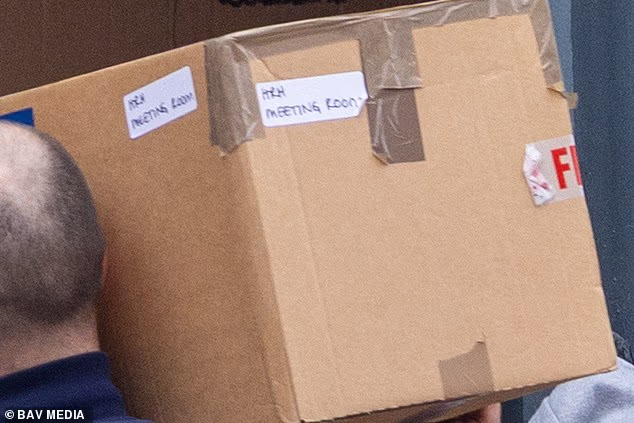 HRH
MEETING ROOM
HRH
MEETING ROOM
© BAV MEDIA